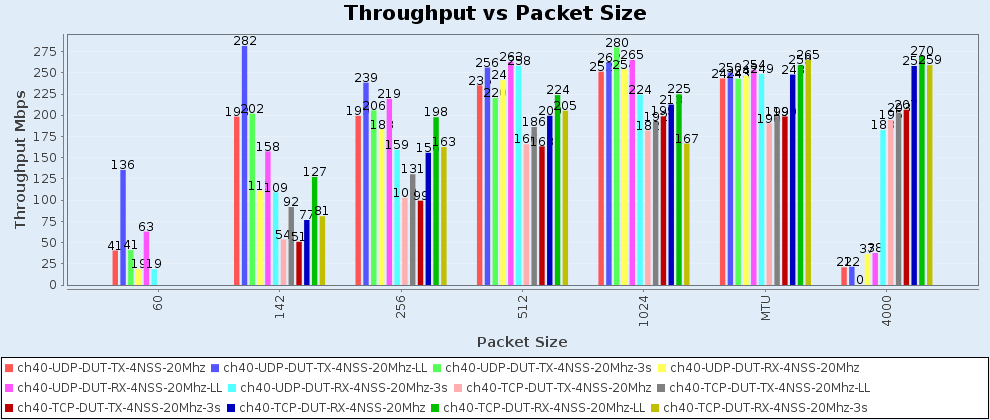 Throughput vs Packet Size
Throughput Mbps
275
250
225
200
175
150
125
100
75
50
25
0
41 136 41 19 63 19
282 202 158 109 54 92 51 77 127 81
239 206 188 219 159 131 99 198 163
256 220 258 186 163 224 205
280 265 224 225 167
254 249 265
0 37 38 270 259
60
142
256
512
1024
MTU
4000
Packet Size
ch40-UDP-DUT-TX-4NSS-20Mhz ch40-UDP-DUT-TX-4NSS-20Mhz-LL ch40-UDP-DUT-TX-4NSS-20Mhz-3s ch40-UDP-DUT-RX-4NSS-20Mhz
ch40-UDP-DUT-RX-4NSS-20Mhz-LL ch40-UDP-DUT-RX-4NSS-20Mhz-3s ch40-TCP-DUT-TX-4NSS-20Mhz ch40-TCP-DUT-TX-4NSS-20Mhz-LL
ch40-TCP-DUT-TX-4NSS-20Mhz-3s ch40-TCP-DUT-RX-4NSS-20Mhz ch40-TCP-DUT-RX-4NSS-20Mhz-LL ch40-TCP-DUT-RX-4NSS-20Mhz-3s